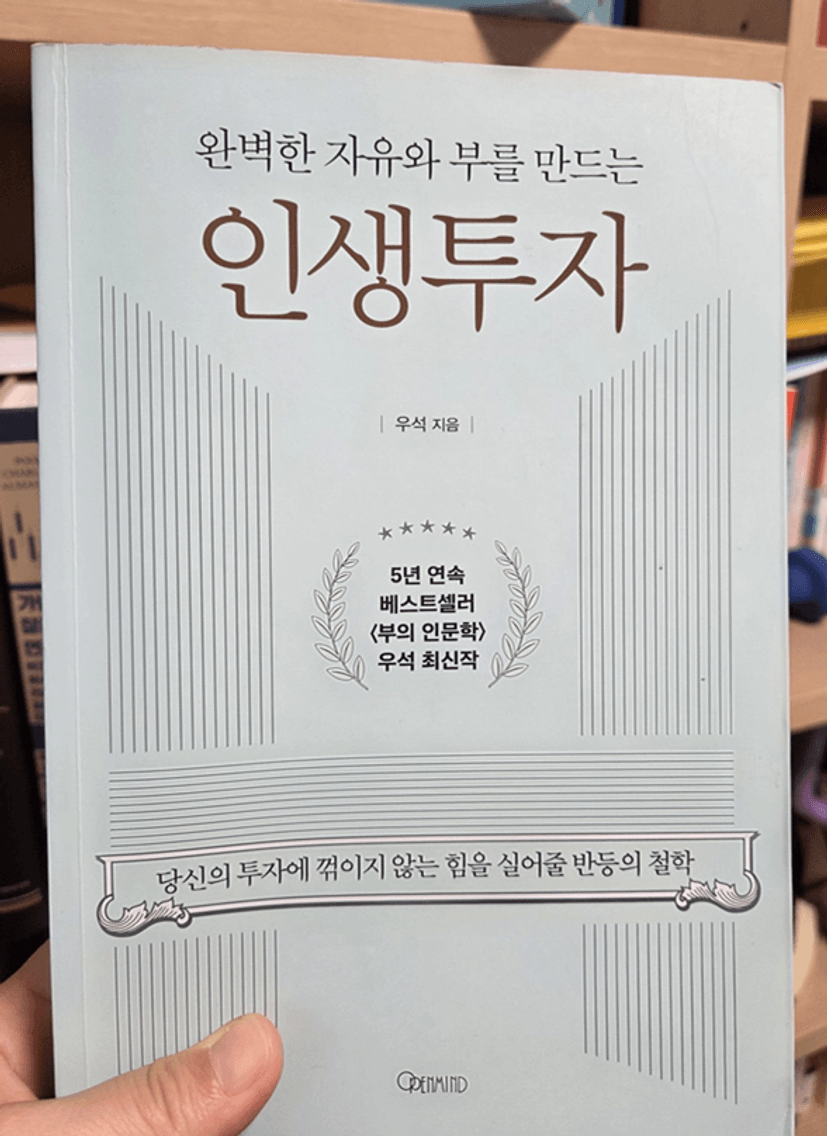 완벽한 자유와 부를 만드는
인생투자
우석 지음
5년 연속
베스트셀러
〈부의 인문학〉
우석 최신작
당신의 투자에 꺾이지 않는 힘을 실어줄 반등의 철학
OPENMIND